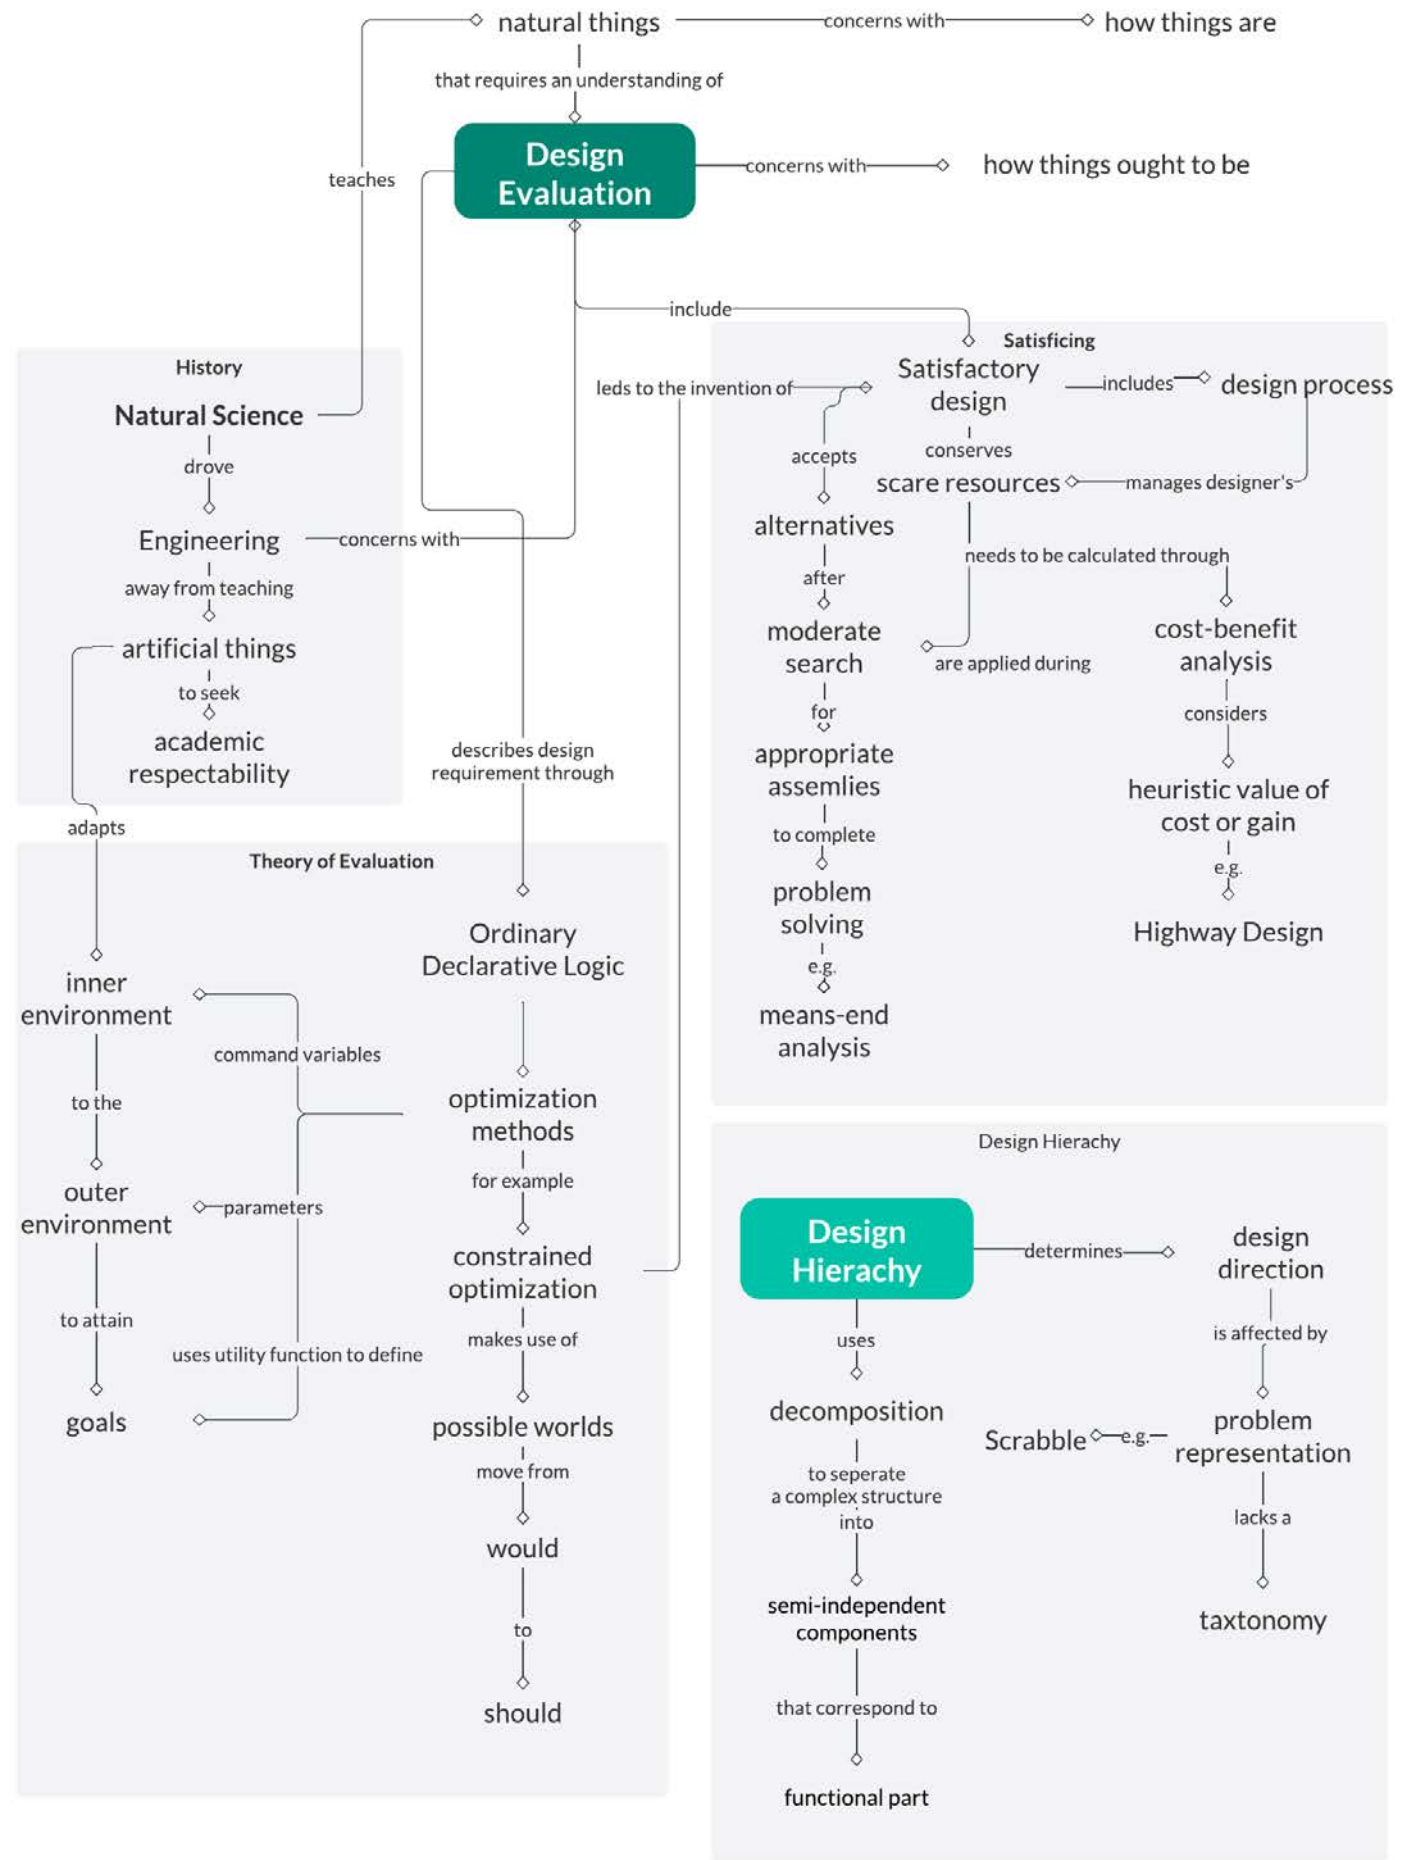 natural things
concerns with
how things are
that requires an understanding of
Design
Evaluation
concerns with
how things ought to be
teaches
include
History
Natural Science
drove
Engineering
concerns with
away from teaching
artificial things
to seek
academic
respectability
adapts
describes design
requirement through
leds to the invention of
Satisficing
Satisfactory
design
includes
design process
conserves
accepts
scare resources
manages designer's
alternatives
needs to be calculated through
after
moderate
search
are applied during
cost-benefit
analysis
for
considers
appropriate
assemlies
heuristic value of
cost or gain
to complete
e.g.
problem
solving
Highway Design
e.g.
means-end
analysis
Theory of Evaluation
Ordinary
Declarative Logic
inner
environment
command variables
to the
optimization
methods
for example
outer
environment
parameters
constrained
optimization
to attain
makes use of
uses utility function to define
goals
possible worlds
move from
would
to
should
Design Hierachy
Design
Hierachy
determines
design
direction
uses
is affected by
decomposition
Scrabble
e.g.
problem
representation
to seperate
a complex structure
into
lacks a
semi-independent
components
taxtonomy
that correspond to
functional part